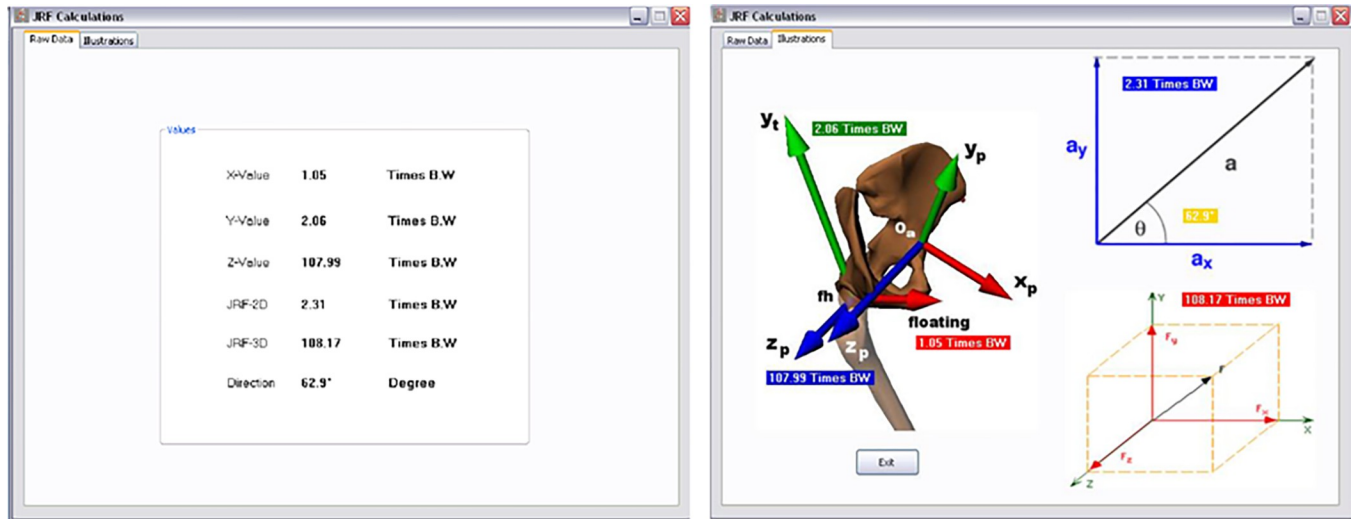 JRF Calculations
Raw Data Illustrations
Values
X-Value 1.05 Times B.W
Y-Value 2.06 Times B.W
Z-Value 107.99 Times B.W
JRF-2D 2.31 Times B.W
JRF-3D 108.17 Times B.W
Direction 62.9° Degree
JRF Calculations
Raw Data Illustrations
yt
2.06 Times BW
yp
oa
xp
fh
floating
1.05 Times BW
zp
zp
107.99 Times BW
Exit
2.31 Times BW
ay
a
62.9°
θ
ax
108.17 Times BW
Y
Fy
r
Fx
X
Fz
Z